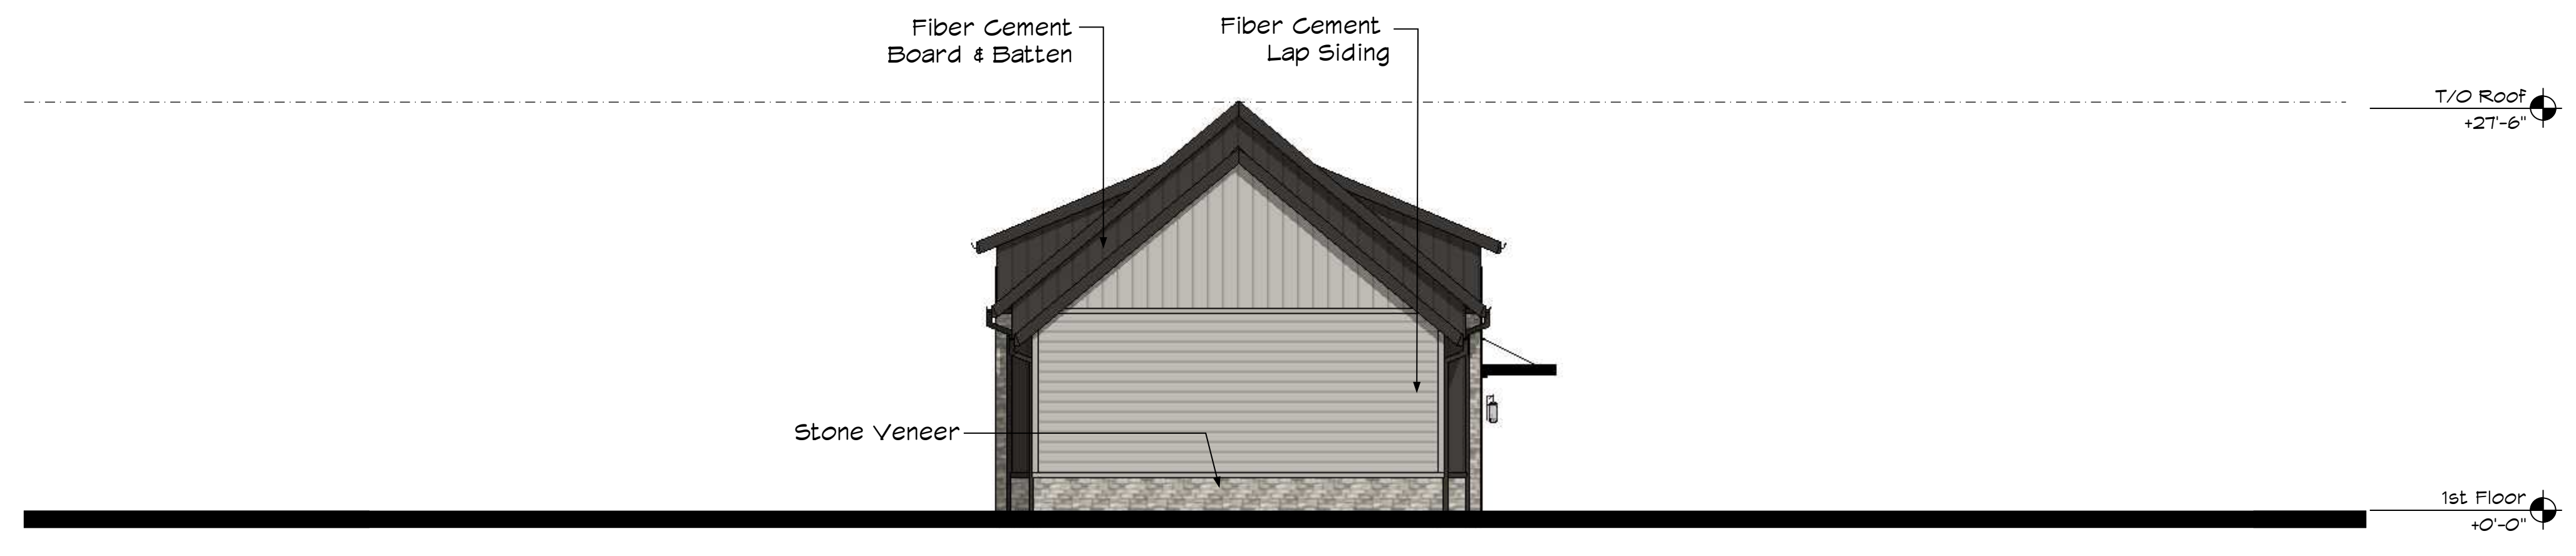 Fiber Cement
Board & Batten
Fiber Cement
Lap Siding
T/O Roof
+27'-6"
Stone Veneer
1st Floor
+0'-0"